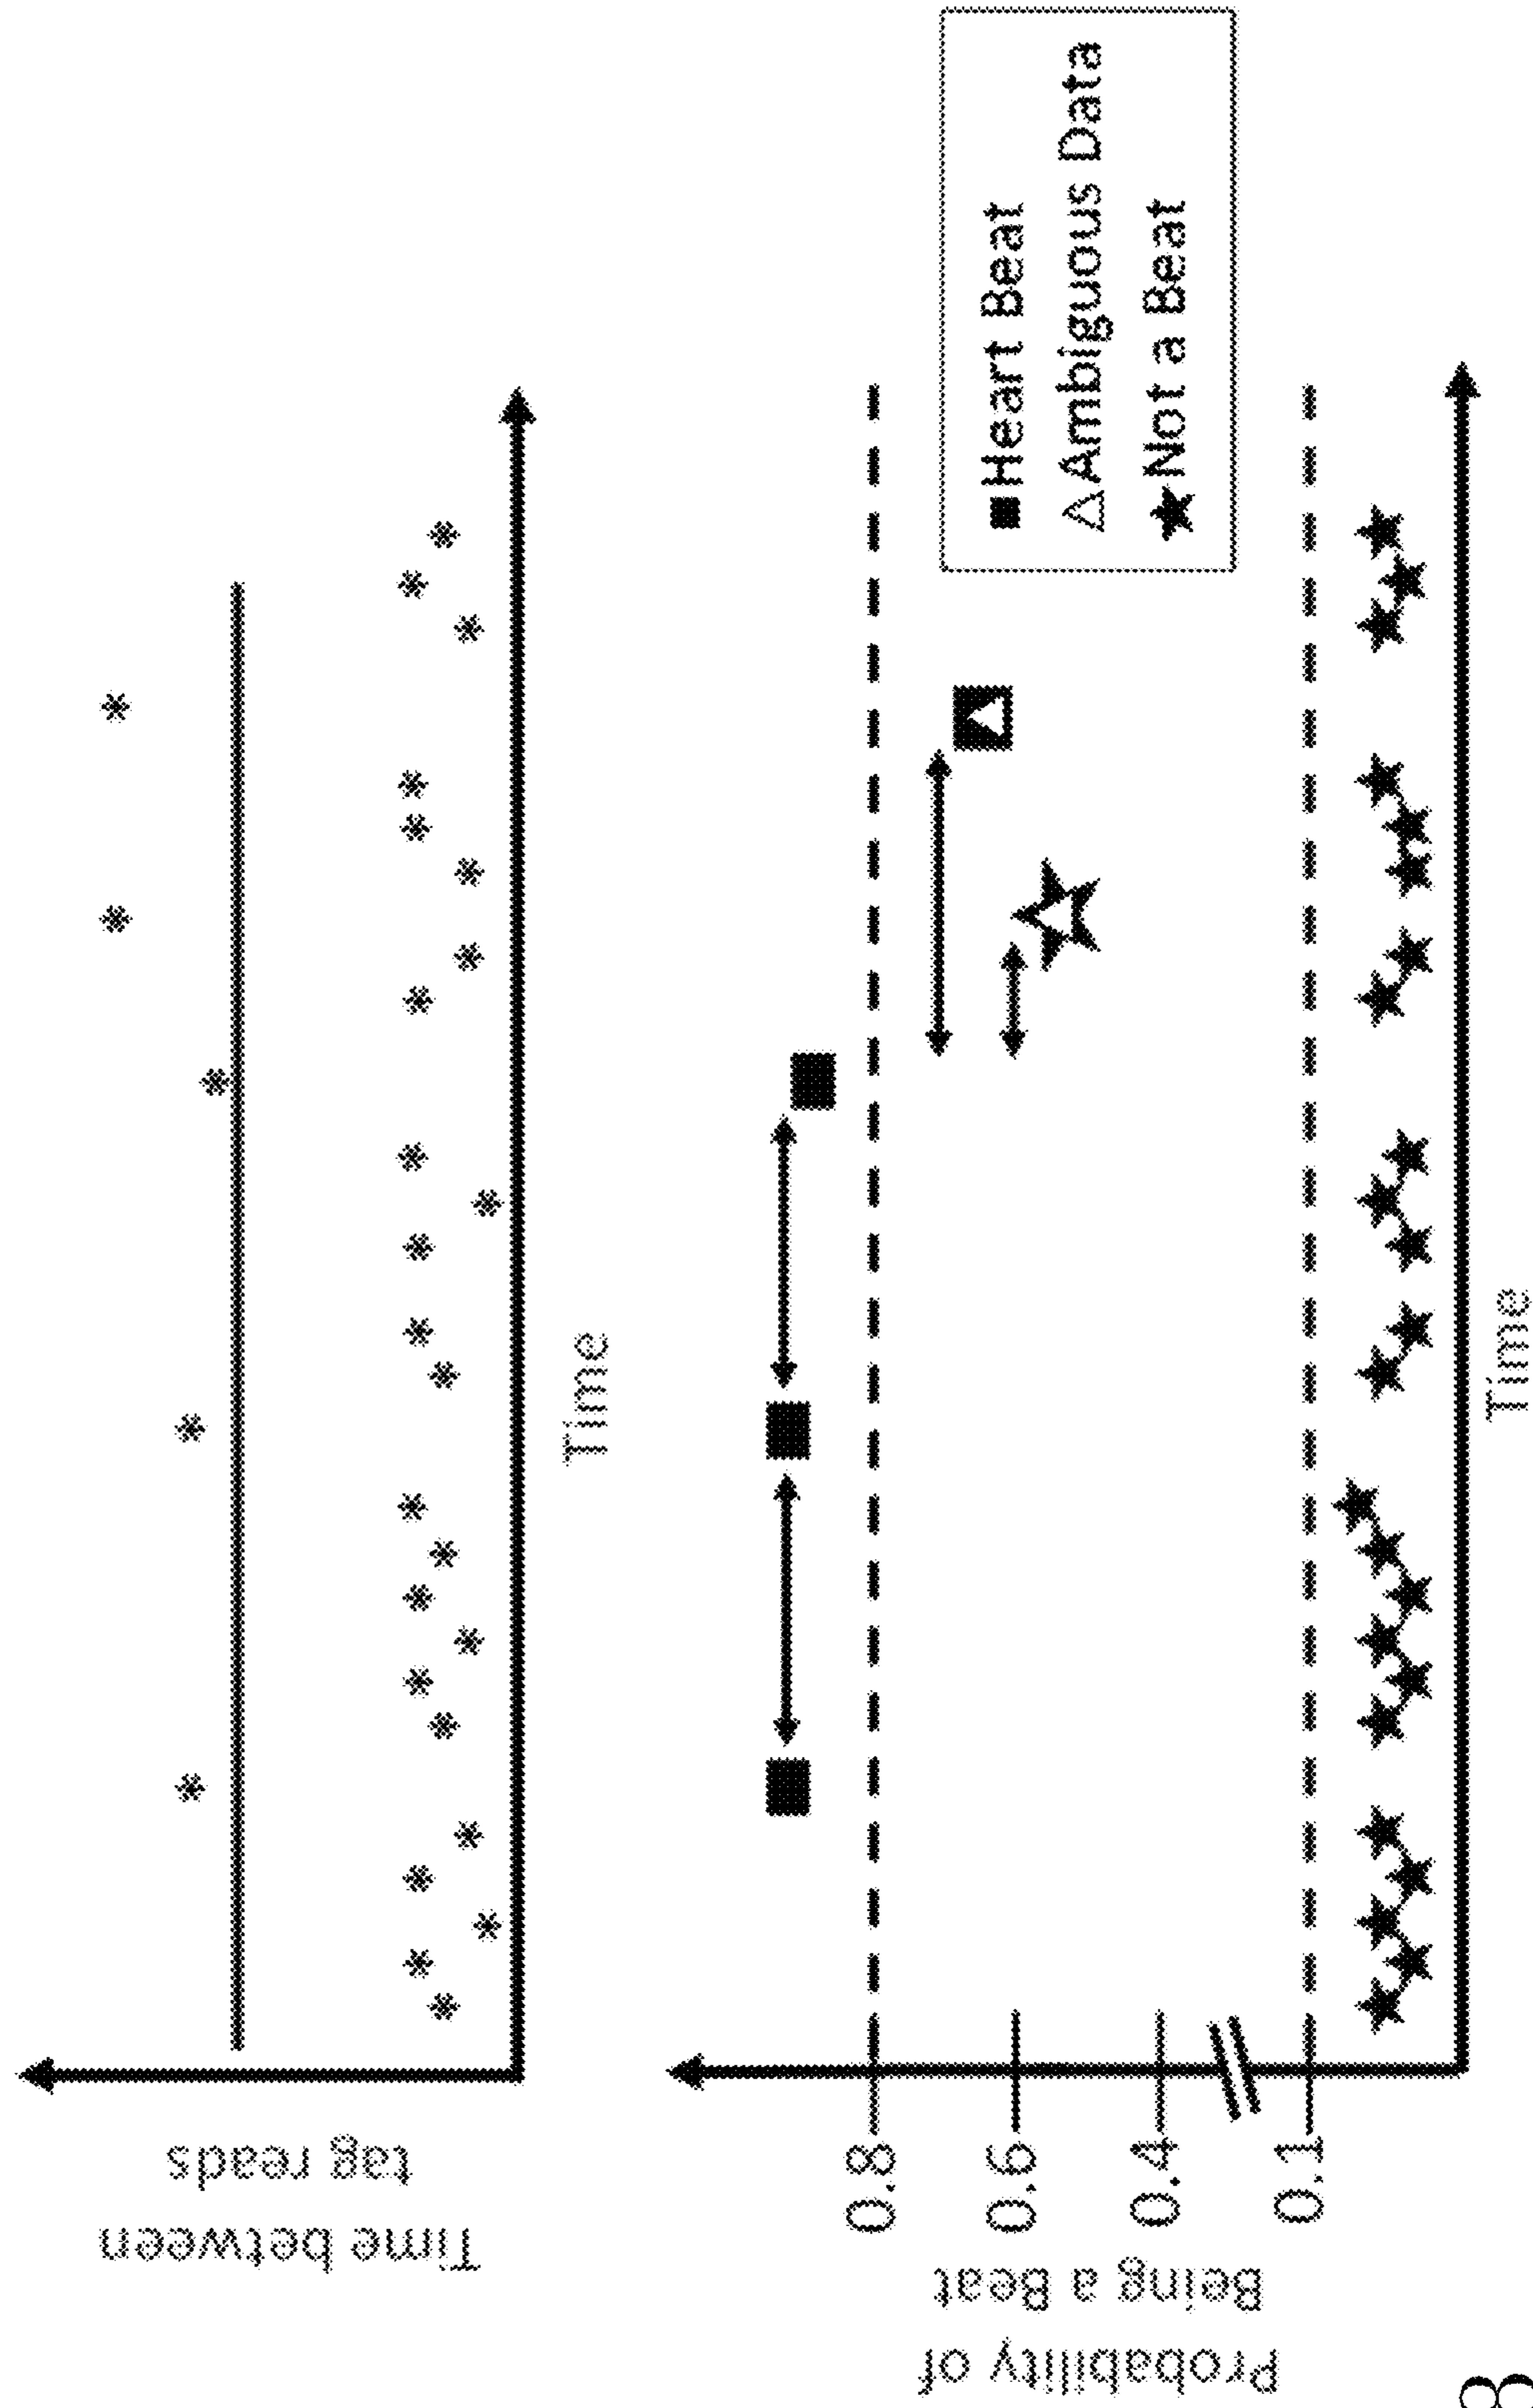 Time between
tag reads
Time
Probability of
Being a Beat
0.8
0.6
0.4
0.1
Heart Beat
Ambiguous Data
Not a Beat
Time
3